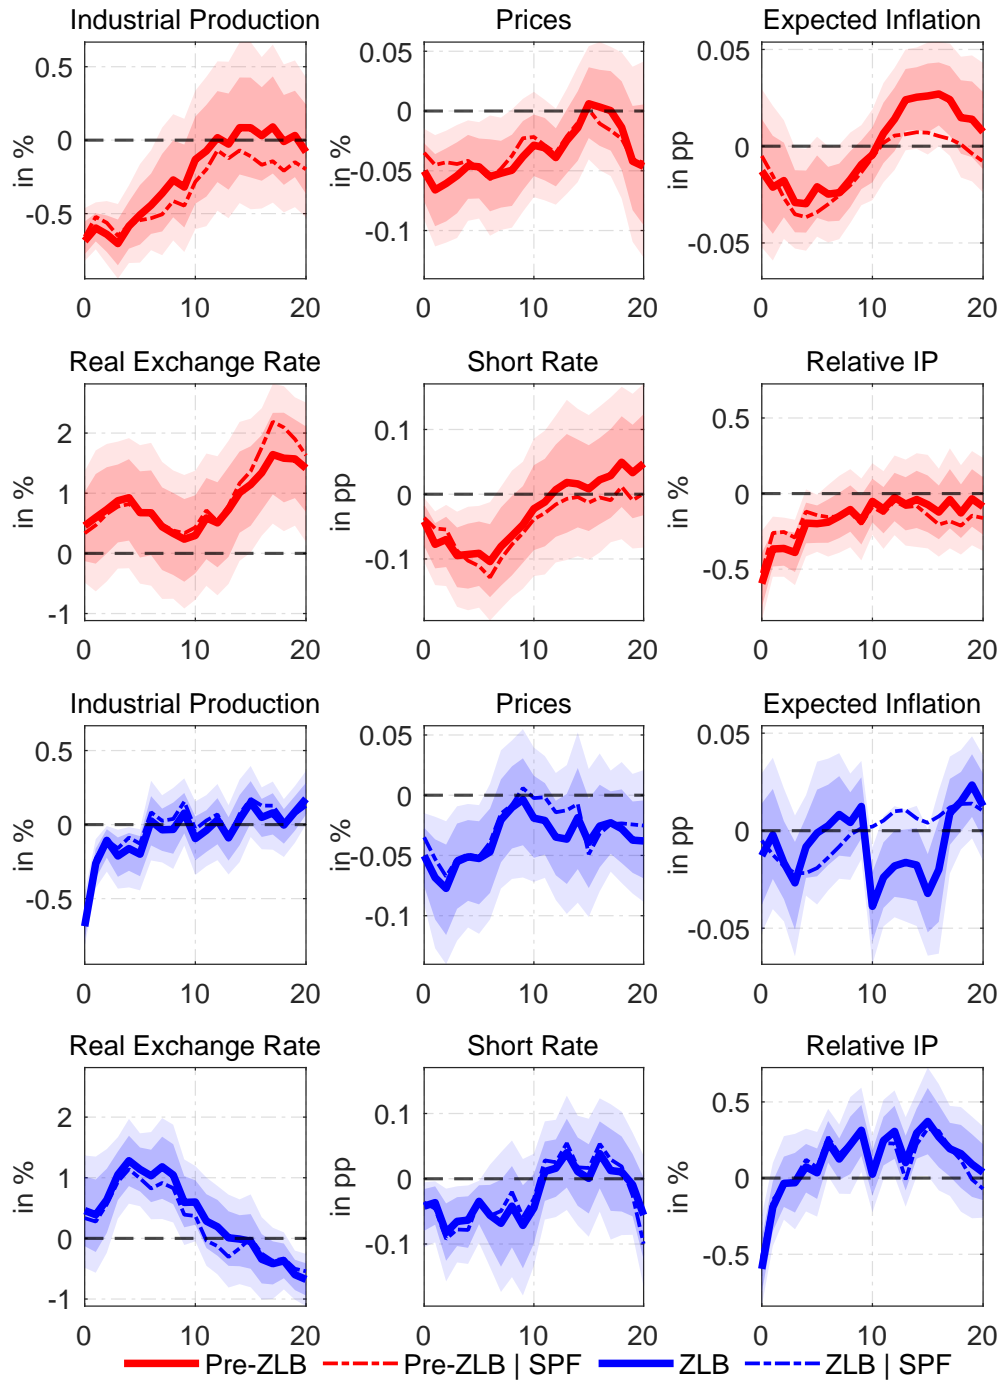 Industrial Production
Prices
Expected Inflation
in %
0.5
0
-0.5
0
10
20
in %
0.05
0
-0.05
-0.1
0
10
20
in pp
0.05
0
-0.05
0
10
20
Real Exchange Rate
Short Rate
Relative IP
in %
2
1
0
-1
0
10
20
in pp
0.1
0
-0.1
0
10
20
in %
0.5
0
-0.5
0
10
20
Industrial Production
Prices
Expected Inflation
in %
0.5
0
-0.5
0
10
20
in %
0.05
0
-0.05
-0.1
0
10
20
in pp
0.05
0
-0.05
0
10
20
Real Exchange Rate
Short Rate
Relative IP
in %
2
1
0
-1
0
10
20
in pp
0.1
0
-0.1
0
10
20
in %
0.5
0
-0.5
0
10
20
Pre-ZLB
Pre-ZLB | SPF
ZLB
ZLB | SPF